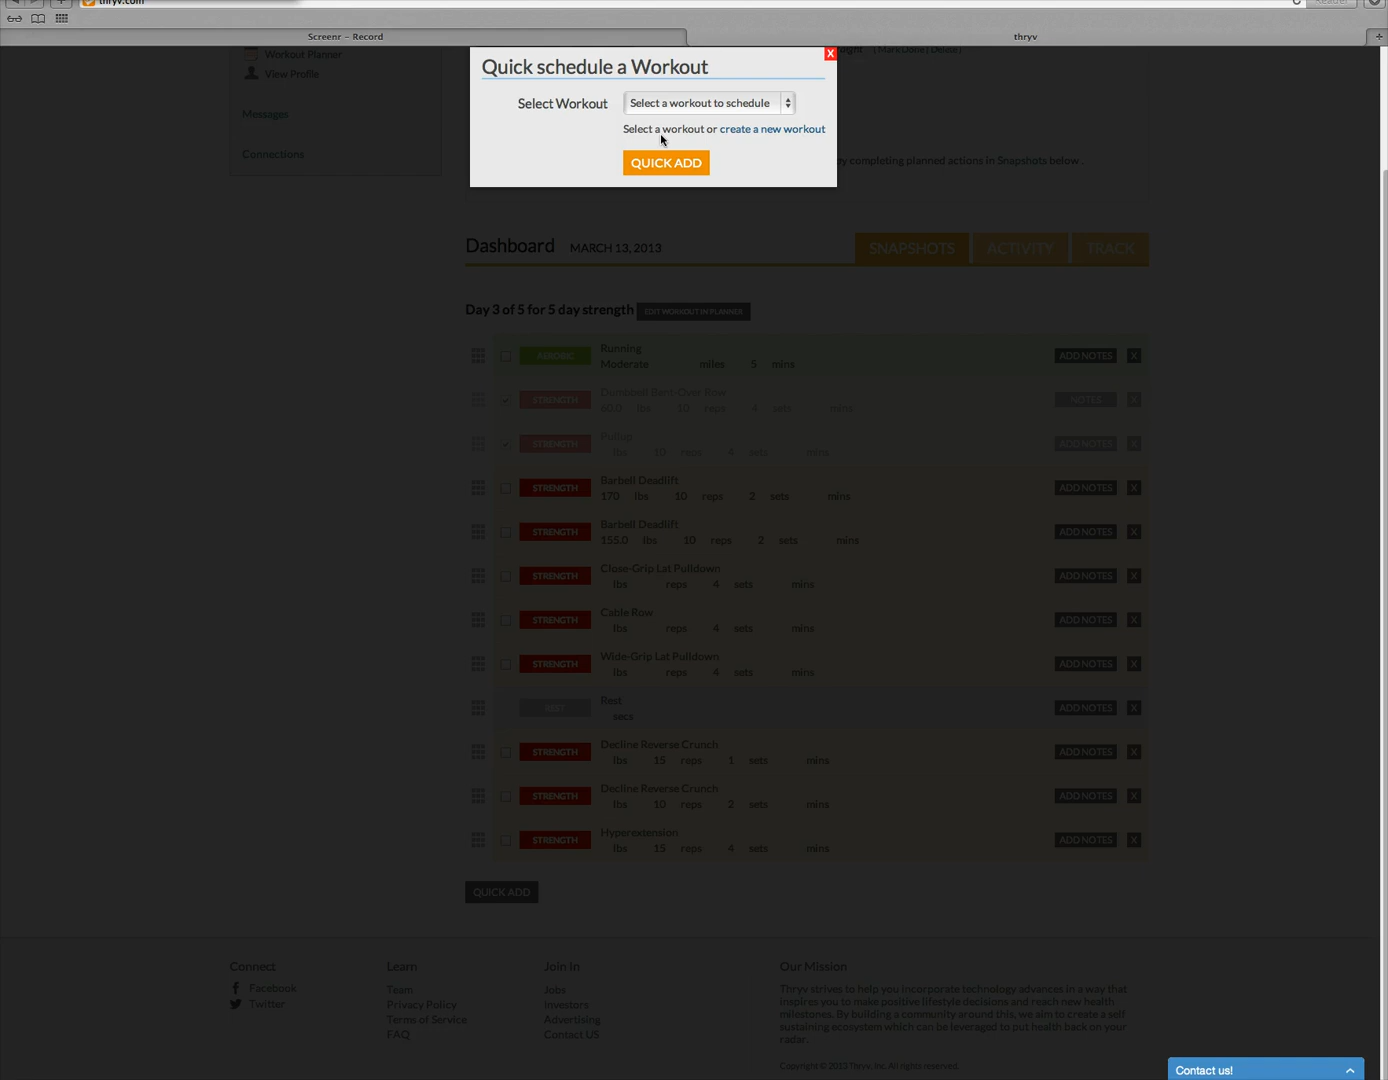 thryv.com
Reader
Screenr – Record
thryv
Workout Planner
View Profile
Messages
Connections
[ Mark Done | Delete ]
Quick schedule a Workout
X
Select Workout
Select a workout to schedule
Select a workout or create a new workout
QUICK ADD
by completing planned actions in Snapshots below .
Dashboard MARCH 13, 2013
SNAPSHOTS
ACTIVITY
TRACK
Day 3 of 5 for 5 day strength EDIT WORKOUT IN PLANNER
AEROBIC Running ADD NOTES X
Moderate miles 5 mins
STRENGTH Dumbbell Bent-Over Row NOTES X
60.0 lbs 10 reps 4 sets mins
STRENGTH Pullup ADD NOTES X
lbs 10 reps 4 sets mins
STRENGTH Barbell Deadlift ADD NOTES X
170 lbs 10 reps 2 sets mins
STRENGTH Barbell Deadlift ADD NOTES X
155.0 lbs 10 reps 2 sets mins
STRENGTH Close-Grip Lat Pulldown ADD NOTES X
lbs reps 4 sets mins
STRENGTH Cable Row ADD NOTES X
lbs reps 4 sets mins
STRENGTH Wide-Grip Lat Pulldown ADD NOTES X
lbs reps 4 sets mins
REST Rest ADD NOTES X
secs
STRENGTH Decline Reverse Crunch ADD NOTES X
lbs 15 reps 1 sets mins
STRENGTH Decline Reverse Crunch ADD NOTES X
lbs 10 reps 2 sets mins
STRENGTH Hyperextension ADD NOTES X
lbs 15 reps 4 sets mins
QUICK ADD
Connect
Facebook
Twitter
Learn
Team
Privacy Policy
Terms of Service
FAQ
Join In
Jobs
Investors
Advertising
Contact US
Our Mission
Thryv strives to help you incorporate technology advances in a way that
inspires you to make positive lifestyle decisions and reach new health
milestones. By building a community around this, we aim to create a self
sustaining ecosystem which can be leveraged to put health back on your
radar.
Copyright © 2013 Thryv, Inc. All rights reserved.
Contact us!